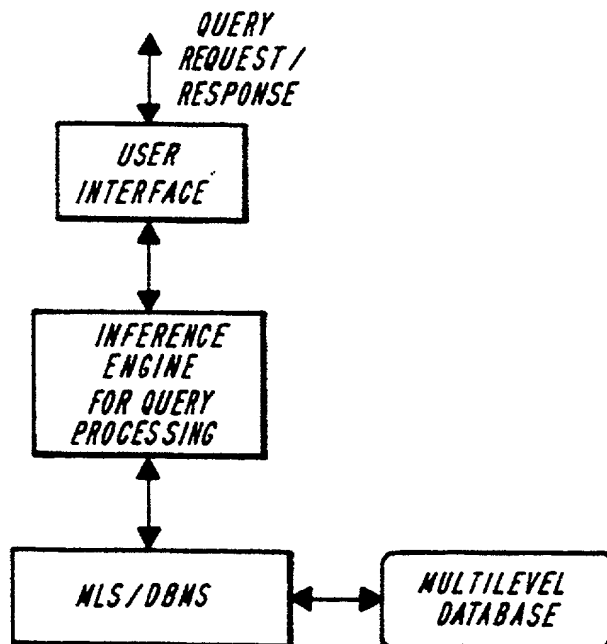 QUERY
REQUEST/
RESPONSE
USER
INTERFACE
INFERENCE
ENGINE
FOR QUERY
PROCESSING
MLS/DBMS
MULTILEVEL
DATABASE